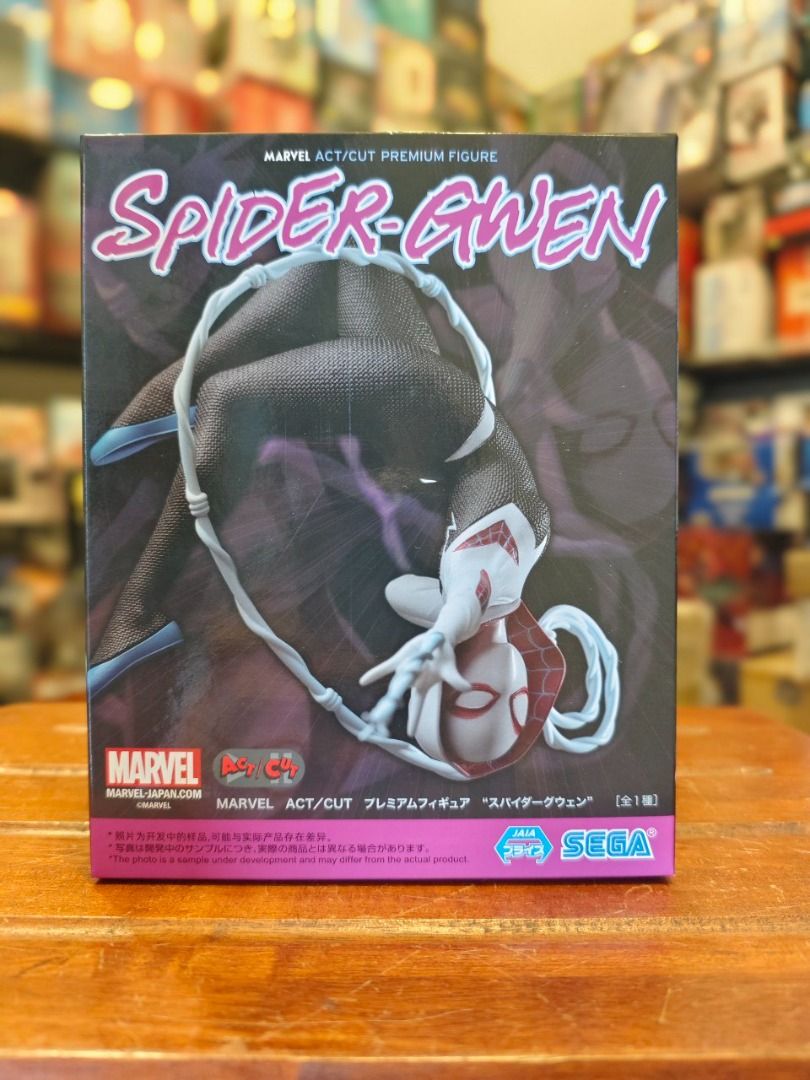 MARVEL ACT/CUT PREMIUM FIGURE
SPIDER-GWEN
MARVEL
MARVEL-JAPAN.COM
©MARVEL
ACT/CUT
MARVEL ACT/CUT プレミアムフィギュア “スパイダーグウェン” [全1種]
*照片为开发中的样品,可能与实际产品存在差异。
*写真は開発中のサンプルにつき、実際の商品とは異なる場合があります。
*The photo is a sample under development and may differ from the actual product.
JAIA
プライズ
SEGA®